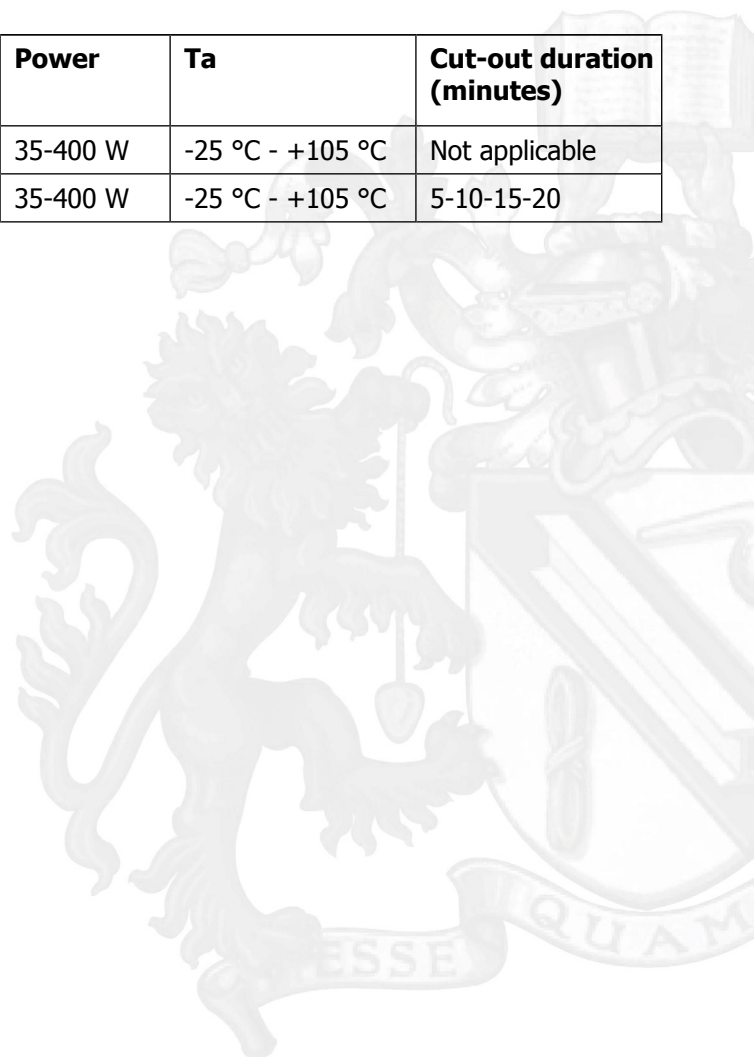 Power Ta Cut-out duration
(minutes)
35-400 W -25 °C - +105 °C Not applicable
35-400 W -25 °C - +105 °C 5-10-15-20
ESSE QUAM